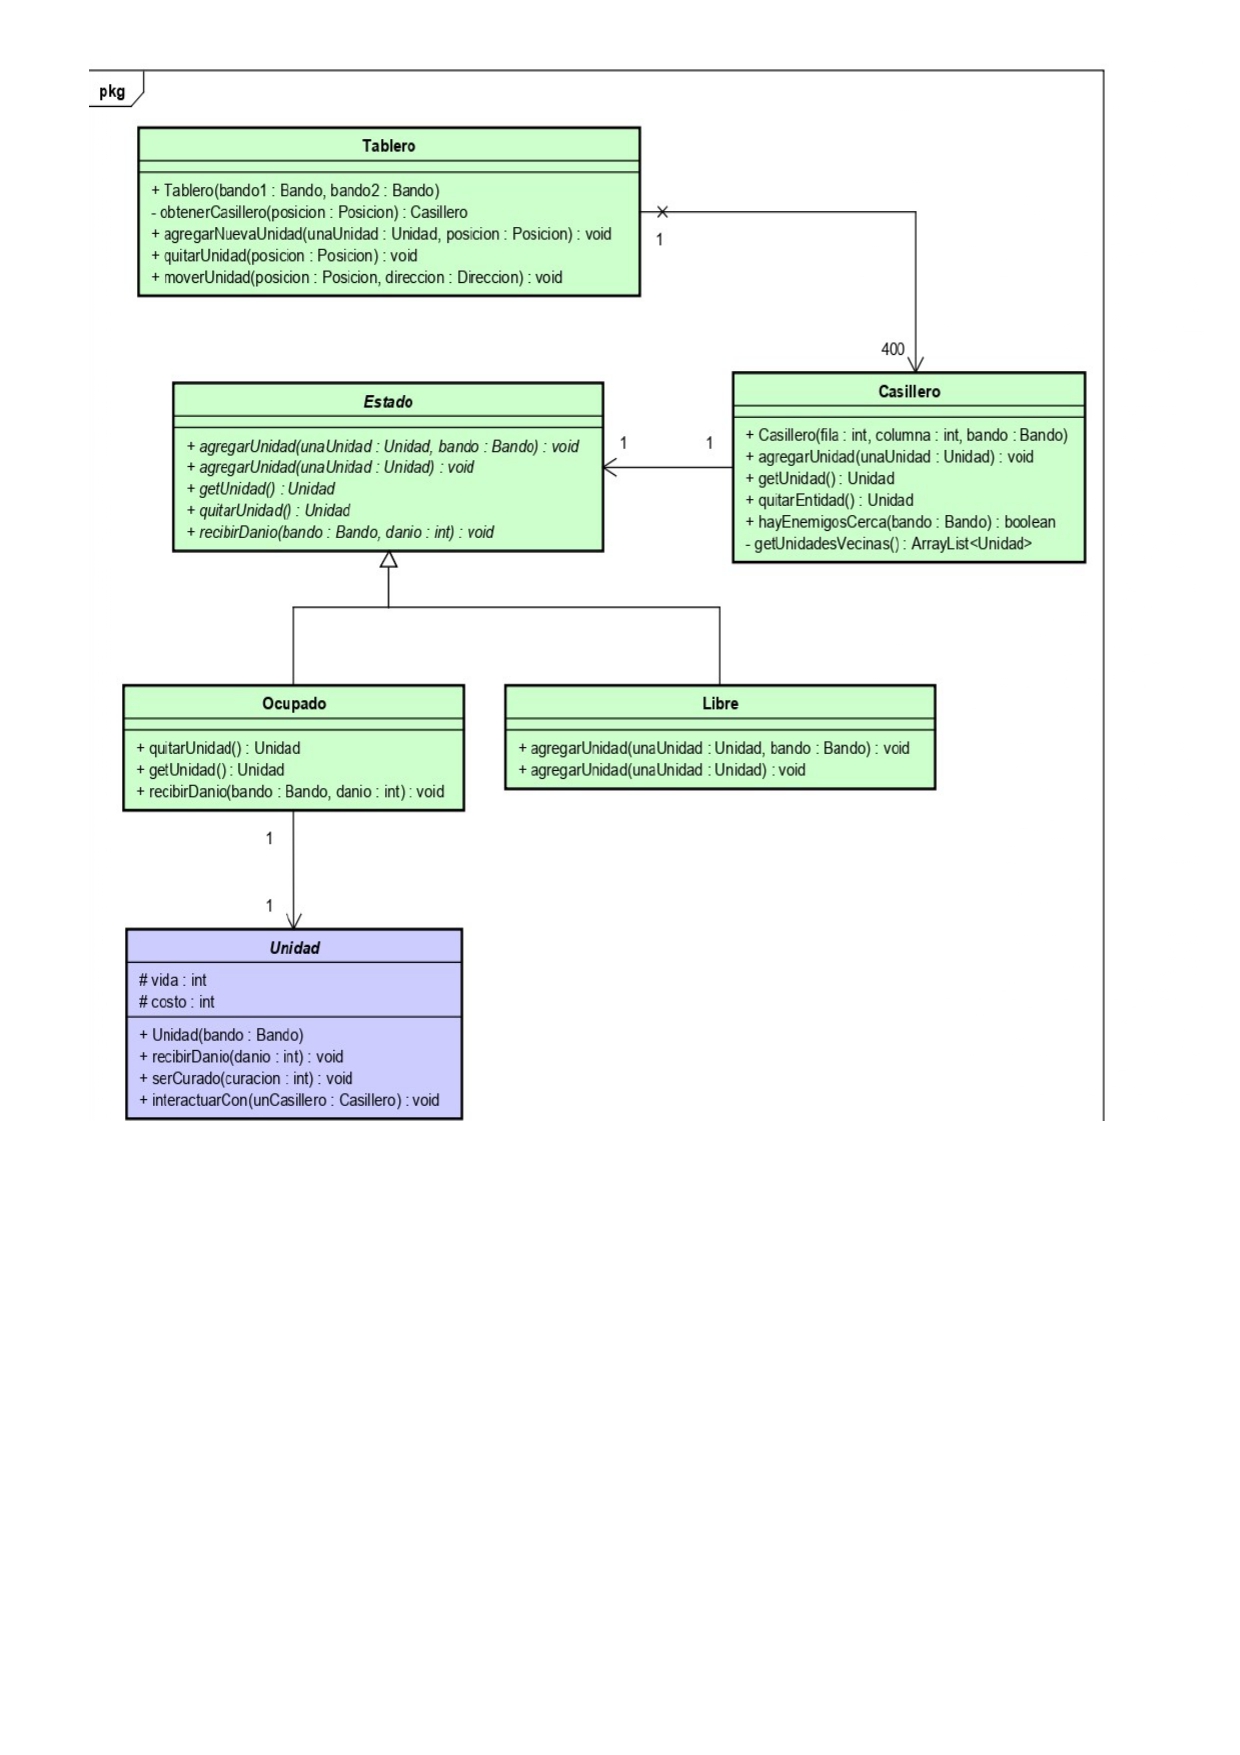 pkg
Tablero
+ Tablero(bando1 : Bando, bando2 : Bando)
- obtenerCasillero(posicion : Posicion) : Casillero
+ agregarNuevaUnidad(unaUnidad : Unidad, posicion : Posicion) : void
+ quitarUnidad(posicion : Posicion) : void
+ moverUnidad(posicion : Posicion, direccion : Direccion) : void
1
400
Estado
+ agregarUnidad(unaUnidad : Unidad, bando : Bando) : void
+ agregarUnidad(unaUnidad : Unidad) : void
+ getUnidad() : Unidad
+ quitarUnidad() : Unidad
+ recibirDanio(bando : Bando, danio : int) : void
1
1
Casillero
+ Casillero(fila : int, columna : int, bando : Bando)
+ agregarUnidad(unaUnidad : Unidad) : void
+ getUnidad() : Unidad
+ quitarEntidad() : Unidad
+ hayEnemigosCerca(bando : Bando) : boolean
- getUnidadesVecinas() : ArrayList<Unidad>
Ocupado
+ quitarUnidad() : Unidad
+ getUnidad() : Unidad
+ recibirDanio(bando : Bando, danio : int) : void
Libre
+ agregarUnidad(unaUnidad : Unidad, bando : Bando) : void
+ agregarUnidad(unaUnidad : Unidad) : void
1
1
Unidad
# vida : int
# costo : int
+ Unidad(bando : Bando)
+ recibirDanio(danio : int) : void
+ serCurado(curacion : int) : void
+ interactuarCon(unCasillero : Casillero) : void